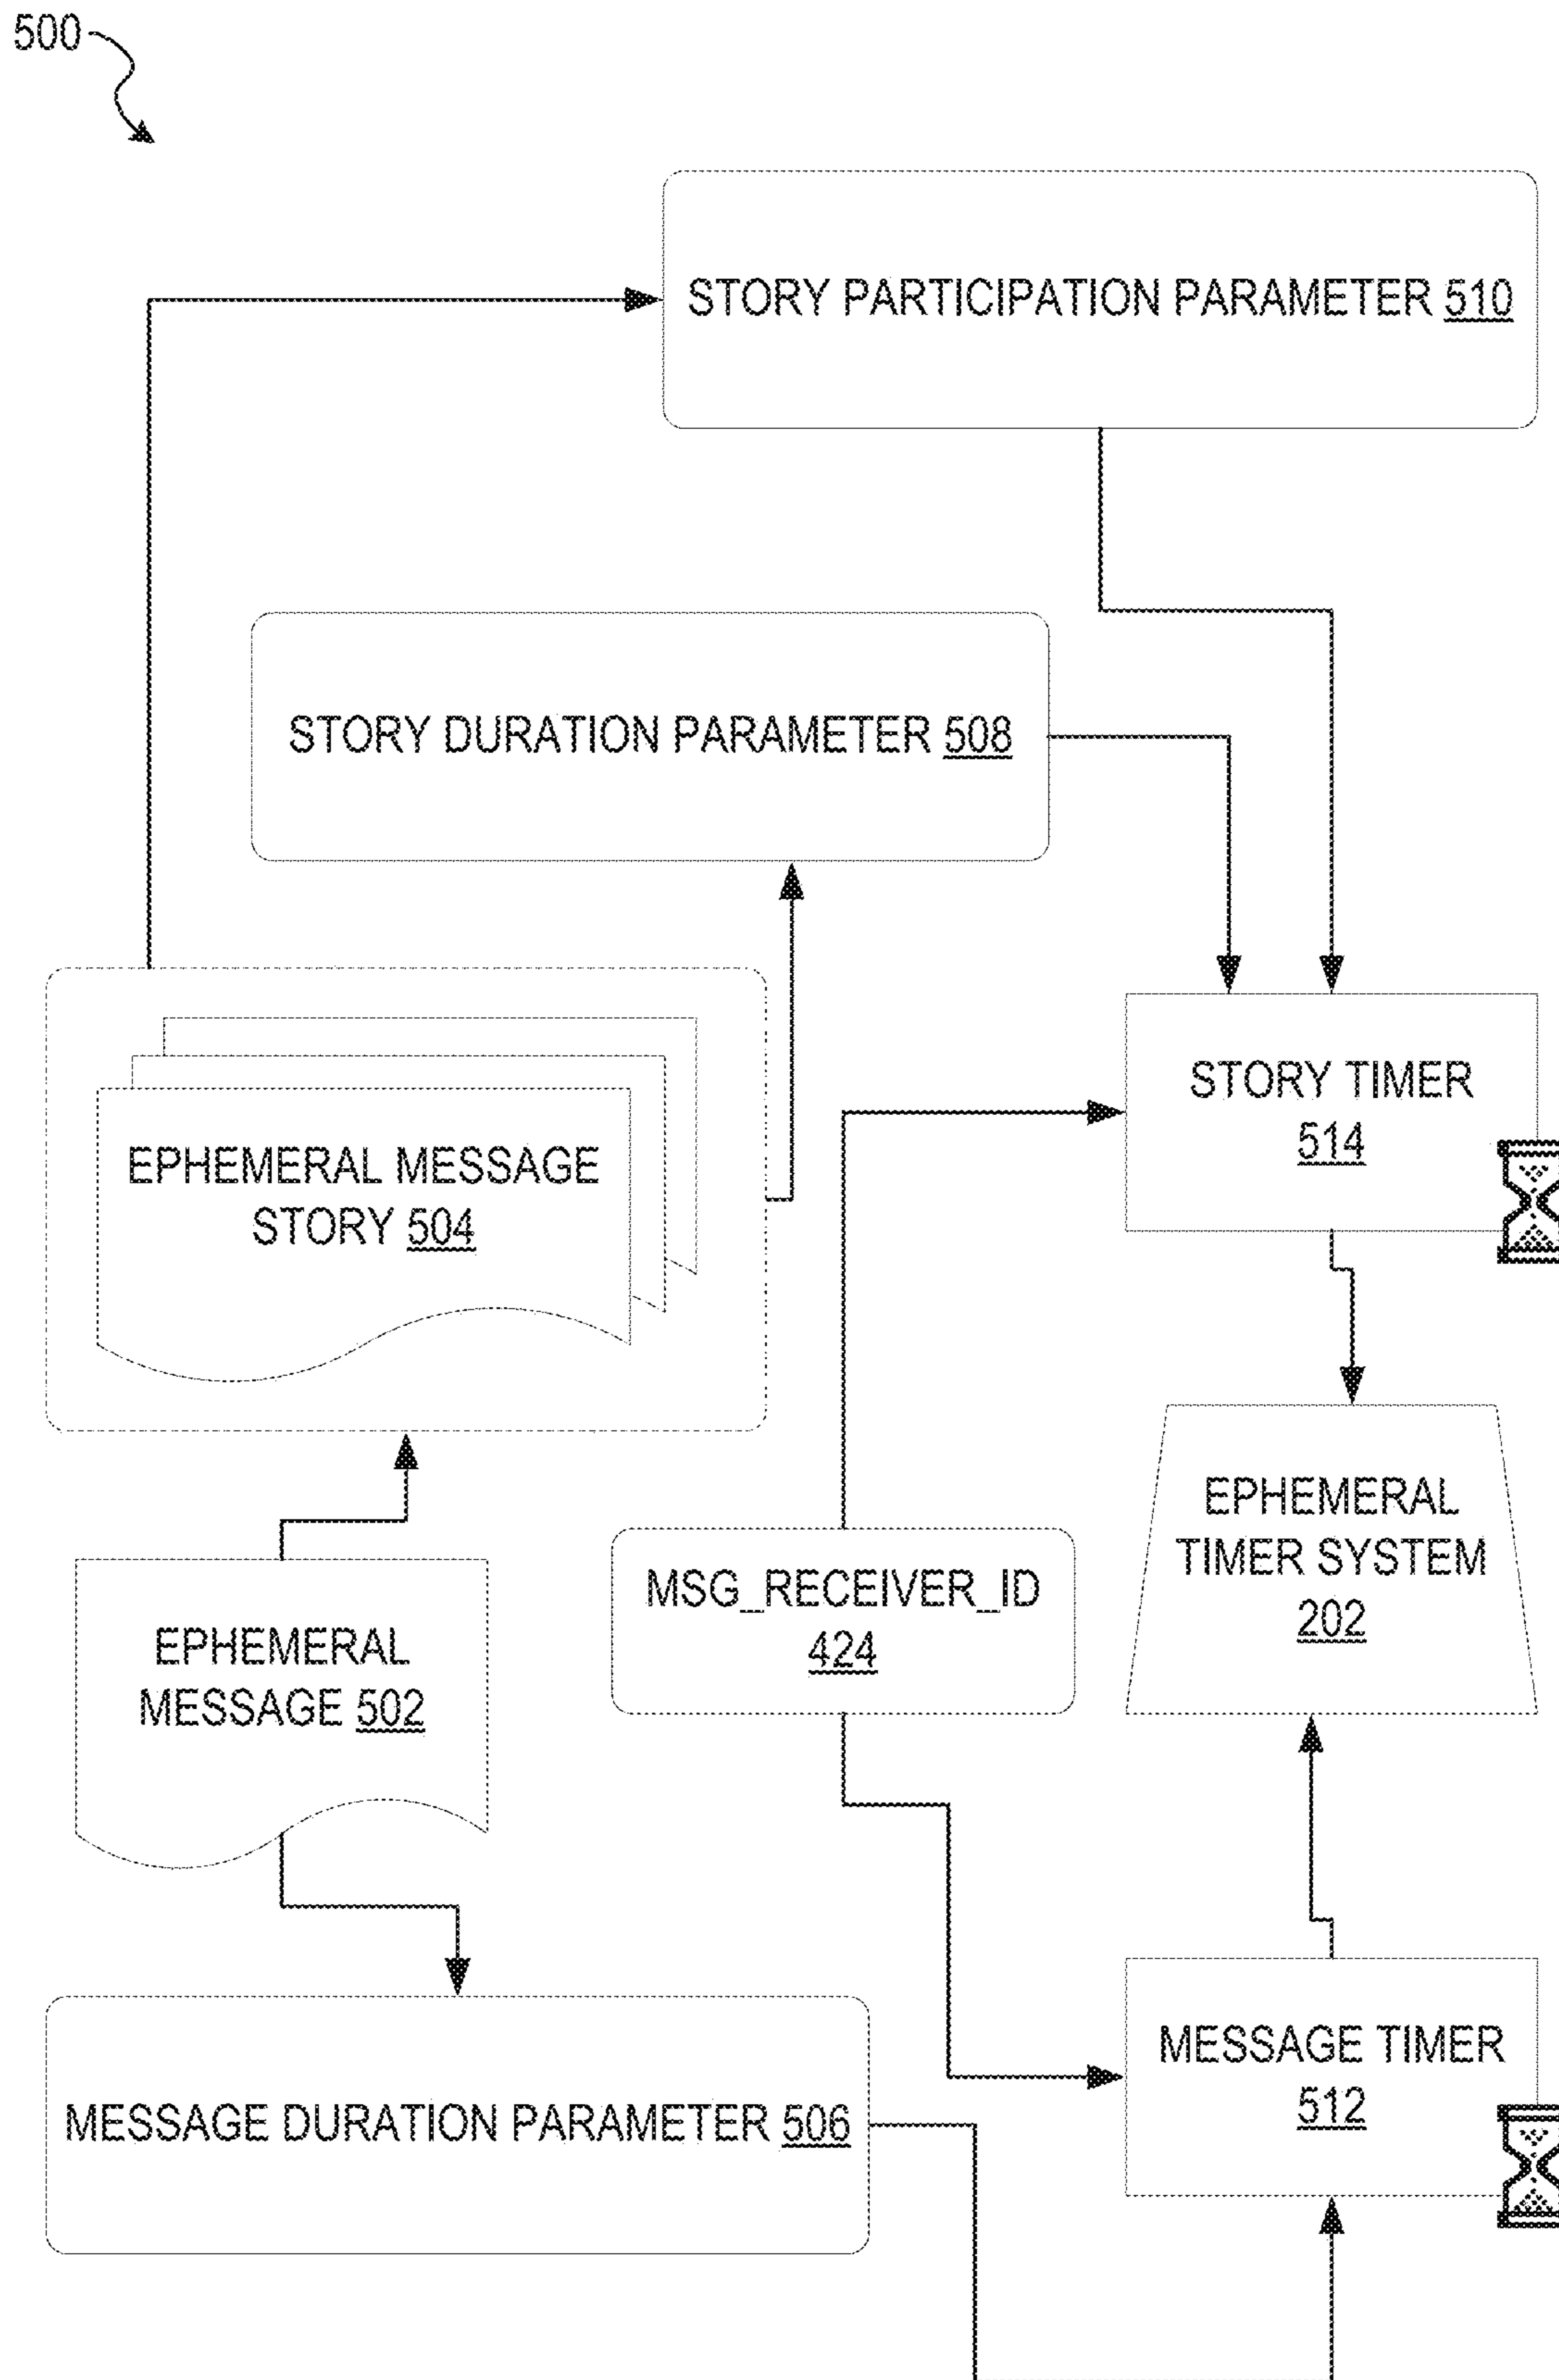 500
STORY PARTICIPATION PARAMETER 510
STORY DURATION PARAMETER 508
STORY TIMER
514
EPHEMERAL MESSAGE
STORY 504
EPHEMERAL
TIMER SYSTEM
202
MSG_RECEIVER_ID
424
EPHEMERAL
MESSAGE 502
MESSAGE TIMER
512
MESSAGE DURATION PARAMETER 506